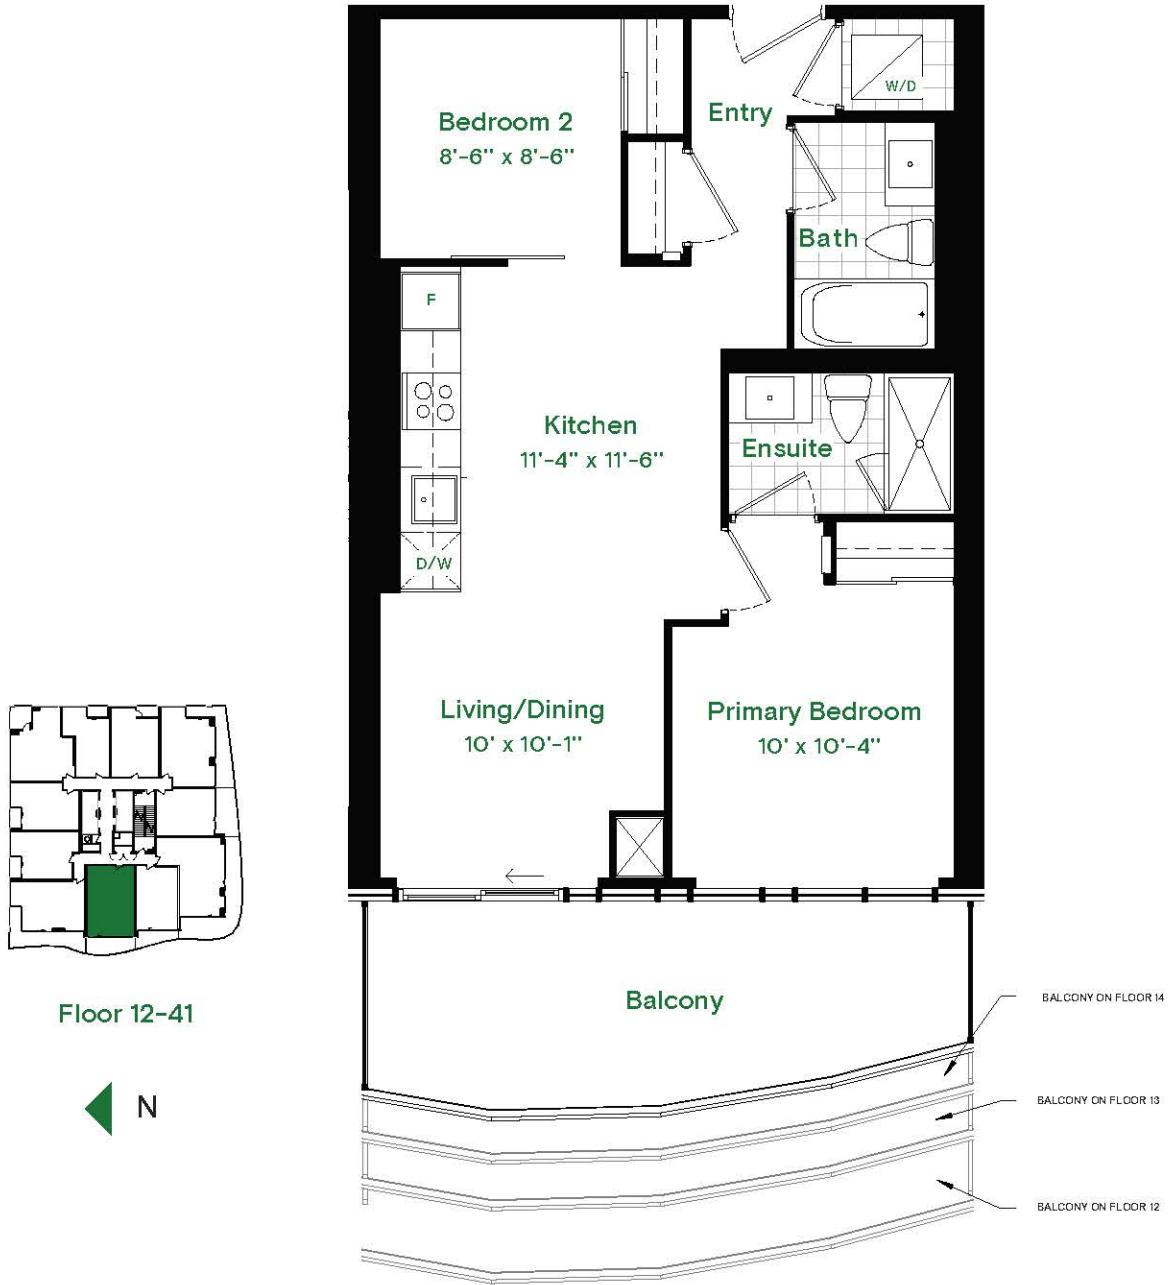 W/D
Entry
Bedroom 2
8'-6" x 8'-6"
Bath
F
Kitchen
11'-4" x 11'-6"
Ensuite
D/W
Living/Dining
10' x 10'-1"
Primary Bedroom
10' x 10'-4"
Balcony
BALCONY ON FLOOR 14
Floor 12-41
BALCONY ON FLOOR 13
N
BALCONY ON FLOOR 12